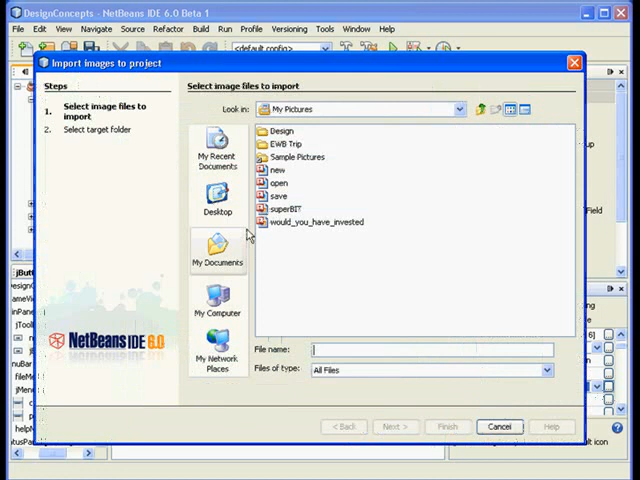 DesignConcepts - NetBeans IDE 6.0 Beta 1
File Edit View Navigate Source Refactor Build Run Profile Versioning Tools Window Help
<default config>
Import images to project
Steps
1. Select image files to import
2. Select target folder
Select image files to import
Look in: My Pictures
My Recent Documents
Desktop
My Documents
My Computer
My Network Places
Design
EWB Trip
Sample Pictures
new
open
save
would_you_have_invested
File name:
Files of type: All Files
NetBeans IDE 6.0
< Back Next > Finish Cancel Help
Field